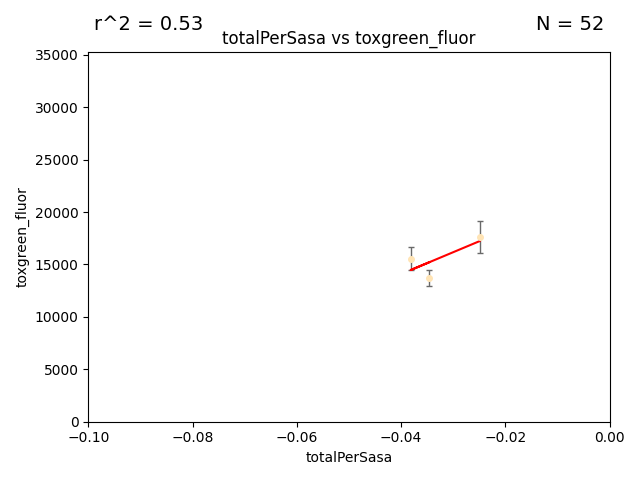 r^2 = 0.53
N = 52
totalPerSasa vs toxgreen_fluor
35000
30000
25000
20000
15000
10000
5000
0
toxgreen_fluor
−0.10
−0.08
−0.06
−0.04
−0.02
0.00
totalPerSasa